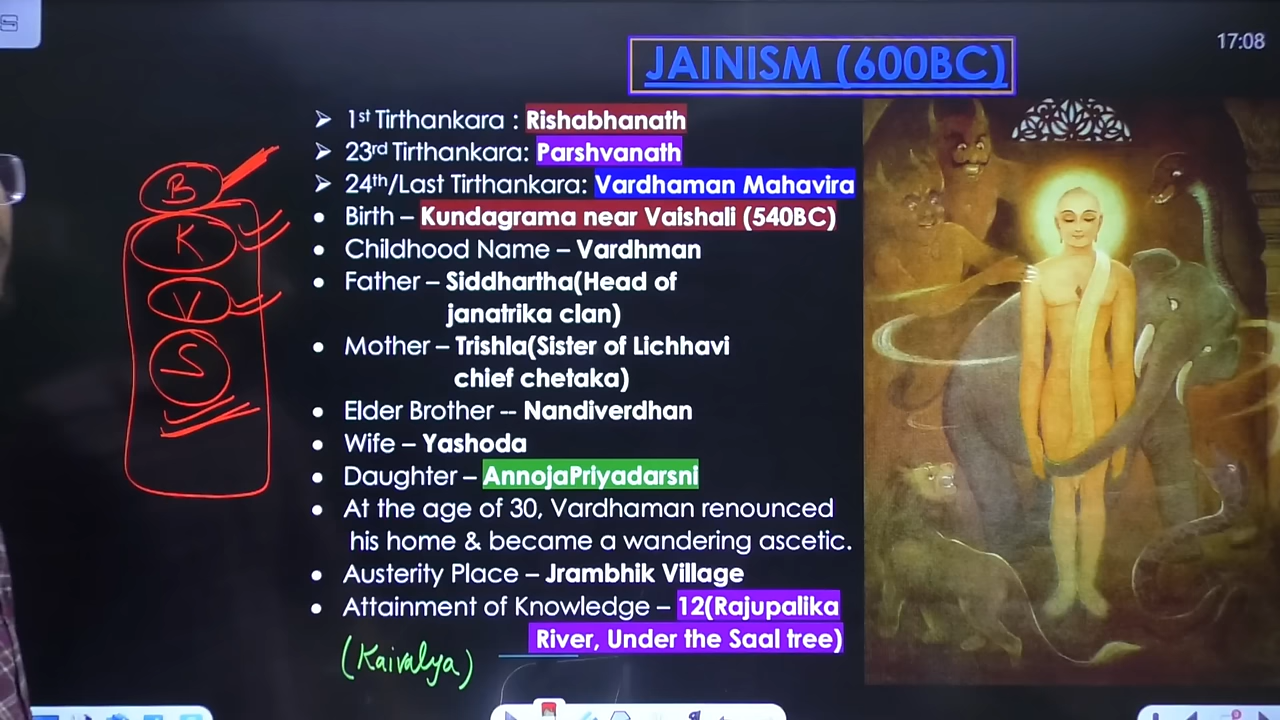 17:08
JAINISM (600BC)
➢ 1st Tirthankara : Rishabhanath
➢ 23rd Tirthankara: Parshvanath
➢ 24th/Last Tirthankara: Vardhaman Mahavira
• Birth – Kundagrama near Vaishali (540BC)
• Childhood Name – Vardhman
• Father – Siddhartha(Head of
janatrika clan)
• Mother – Trishla(Sister of Lichhavi
chief chetaka)
• Elder Brother -- Nandiverdhan
• Wife – Yashoda
• Daughter – AnnojaPriyadarsni
• At the age of 30, Vardhaman renounced
his home & became a wandering ascetic.
• Austerity Place – Jrambhik Village
• Attainment of Knowledge – 12(Rajupalika
River, Under the Saal tree)
(Kaivalya)
B
K
V
S